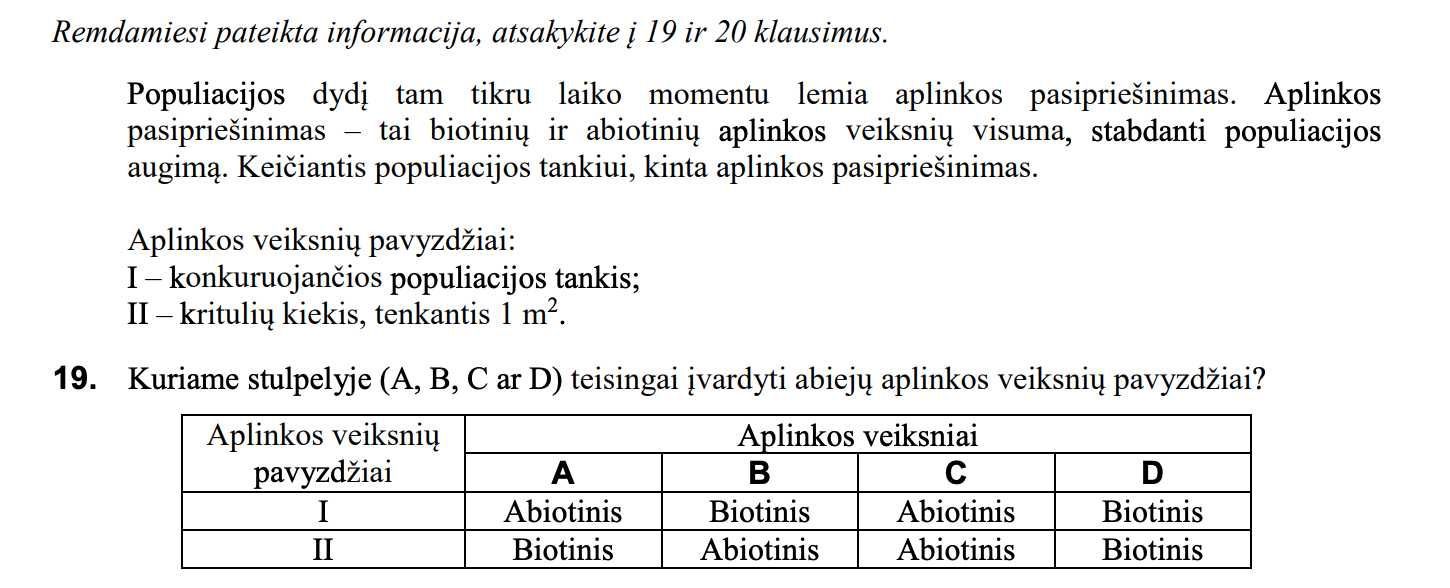 Remdamiesi pateikta informacija, atsakykite į 19 ir 20 klausimus.
Populiacijos dydį tam tikru laiko momentu lemia aplinkos pasipriešinimas. Aplinkos
pasipriešinimas – tai biotinių ir abiotinių aplinkos veiksnių visuma, stabdanti populiacijos
augimą. Keičiantis populiacijos tankiui, kinta aplinkos pasipriešinimas.
Aplinkos veiksnių pavyzdžiai:
I – konkuruojančios populiacijos tankis;
II – kritulių kiekis, tenkantis 1 m².
19. Kuriame stulpelyje (A, B, C ar D) teisingai įvardyti abiejų aplinkos veiksnių pavyzdžiai?
Aplinkos veiksnių pavyzdžiai Aplinkos veiksniai
A B C D
I Abiotinis Biotinis Abiotinis Biotinis
II Biotinis Abiotinis Abiotinis Biotinis